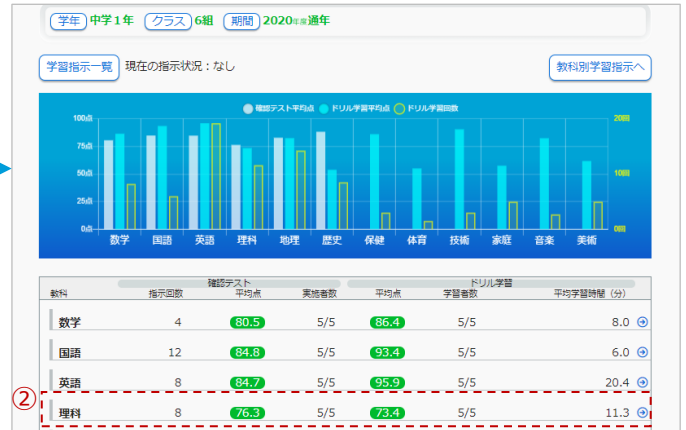 学年 中学1年 クラス 6組 期間 2020年度通年
学習指示一覧 現在の指示状況：なし 教科別学習指示へ
確認テスト平均点 ドリル学習平均点 ドリル学習回数
100点 20回
75点
50点 10回
25点
0点 0回
数学 国語 英語 理科 地理 歴史 保健 体育 技術 家庭 音楽 美術
確認テスト ドリル学習
教科 指示回数 平均点 実施者数 平均点 学習者数 平均学習時間（分）
数学 4 80.5 5/5 86.4 5/5 8.0
国語 12 84.8 5/5 93.4 5/5 6.0
英語 8 84.7 5/5 95.9 5/5 20.4
② 理科 8 76.3 5/5 73.4 5/5 11.3